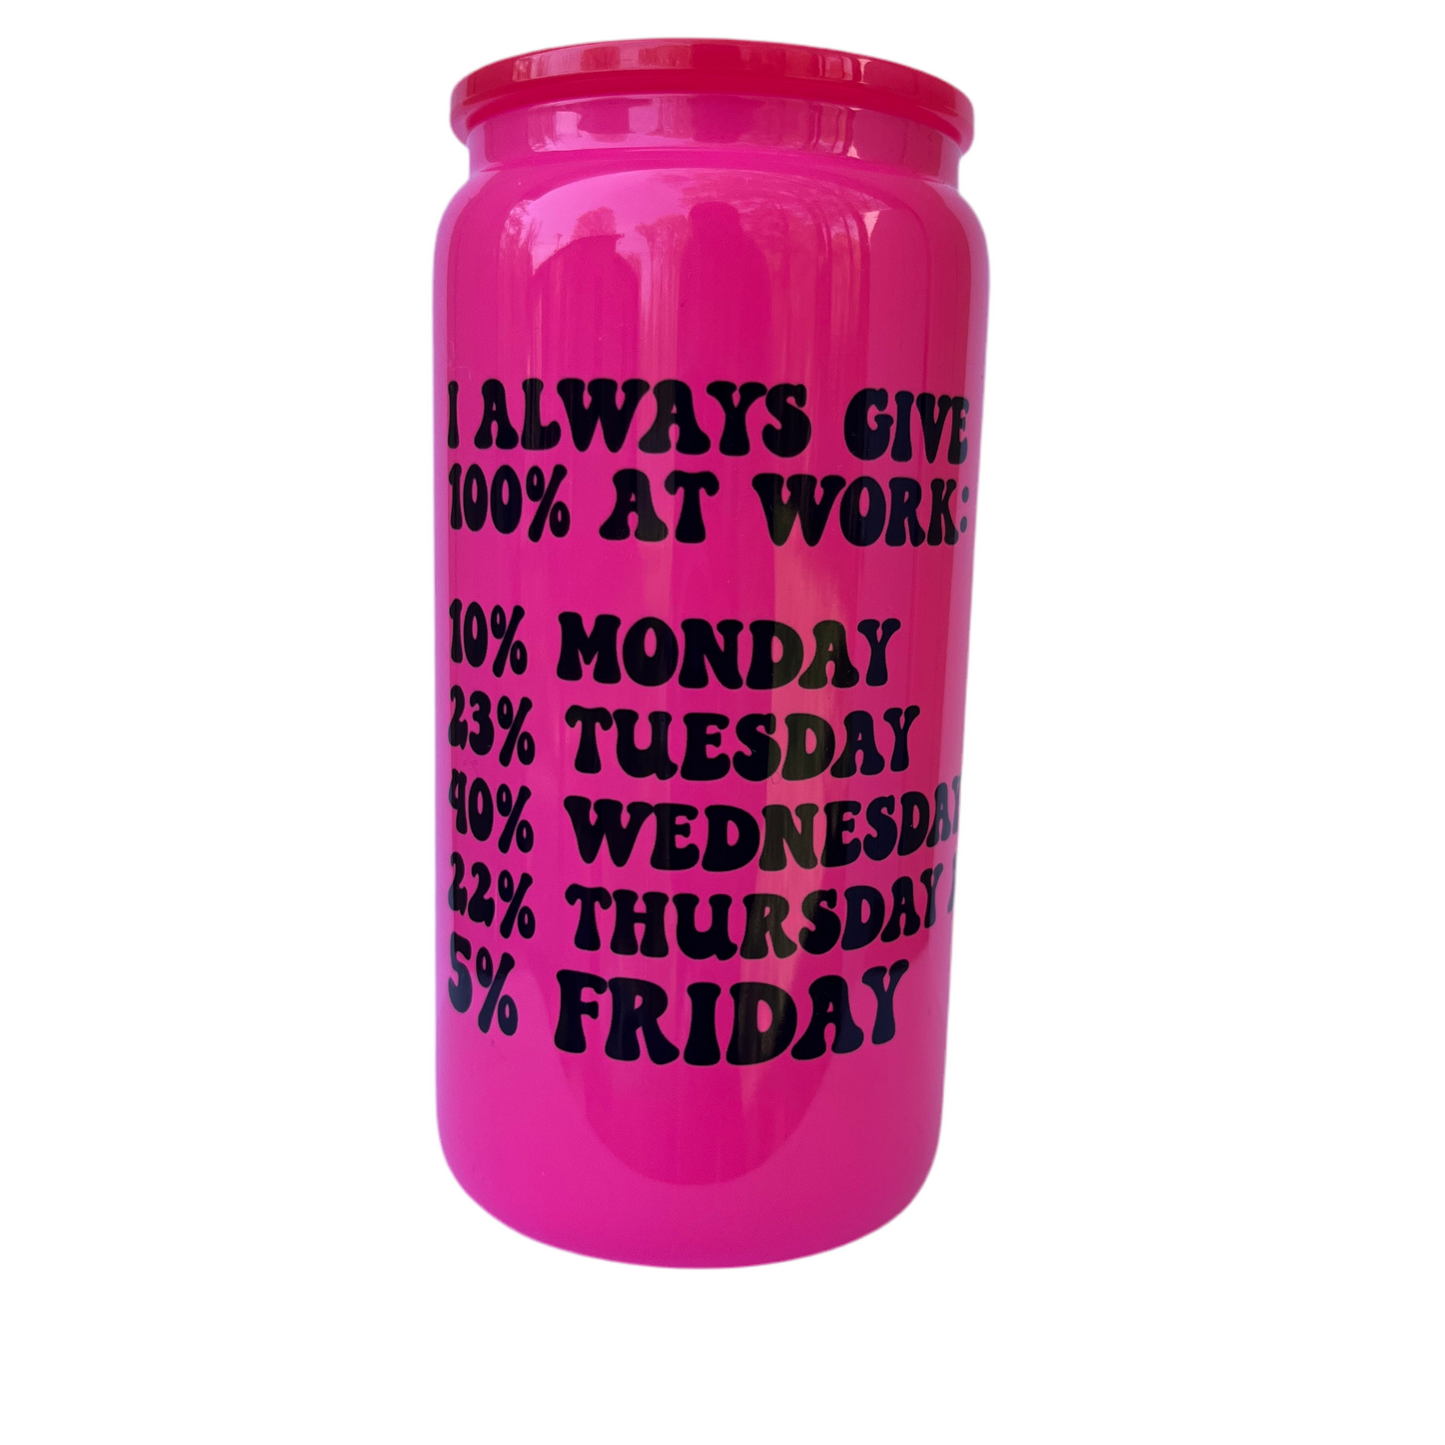 I ALWAYS GIVE
100% AT WORK:
10% MONDAY
23% TUESDAY
40% WEDNESDAY
22% THURSDAY
5% FRIDAY